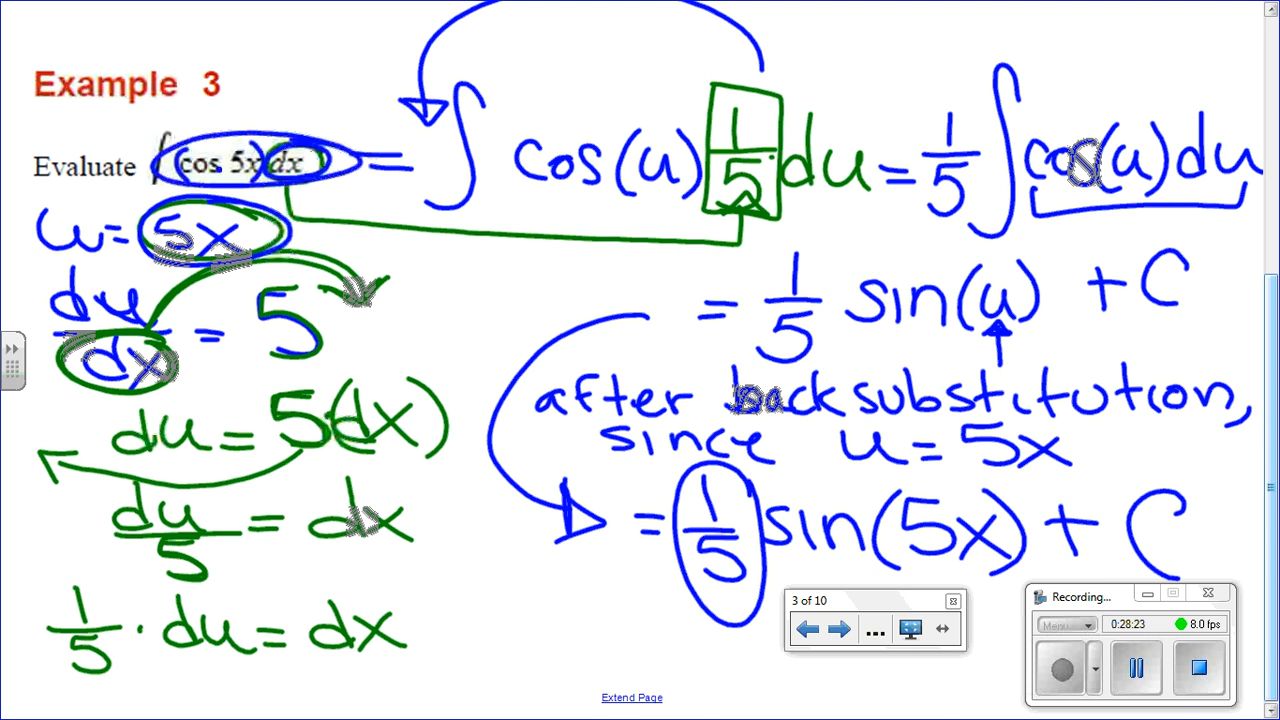 Example 3
Evaluate ∫(cos 5x)dx = ∫ cos(u) 1/5 du = 1/5 ∫ cos(u) du
u = 5x
du/dx = 5
du = 5(dx)
du/5 = dx
1/5 · du = dx
= 1/5 sin(u) + C
after backsubstitution,
since u = 5x
= 1/5 sin(5x) + C
3 of 10
...
Recording...
Menu
0:28:23
8.0 fps
Extend Page